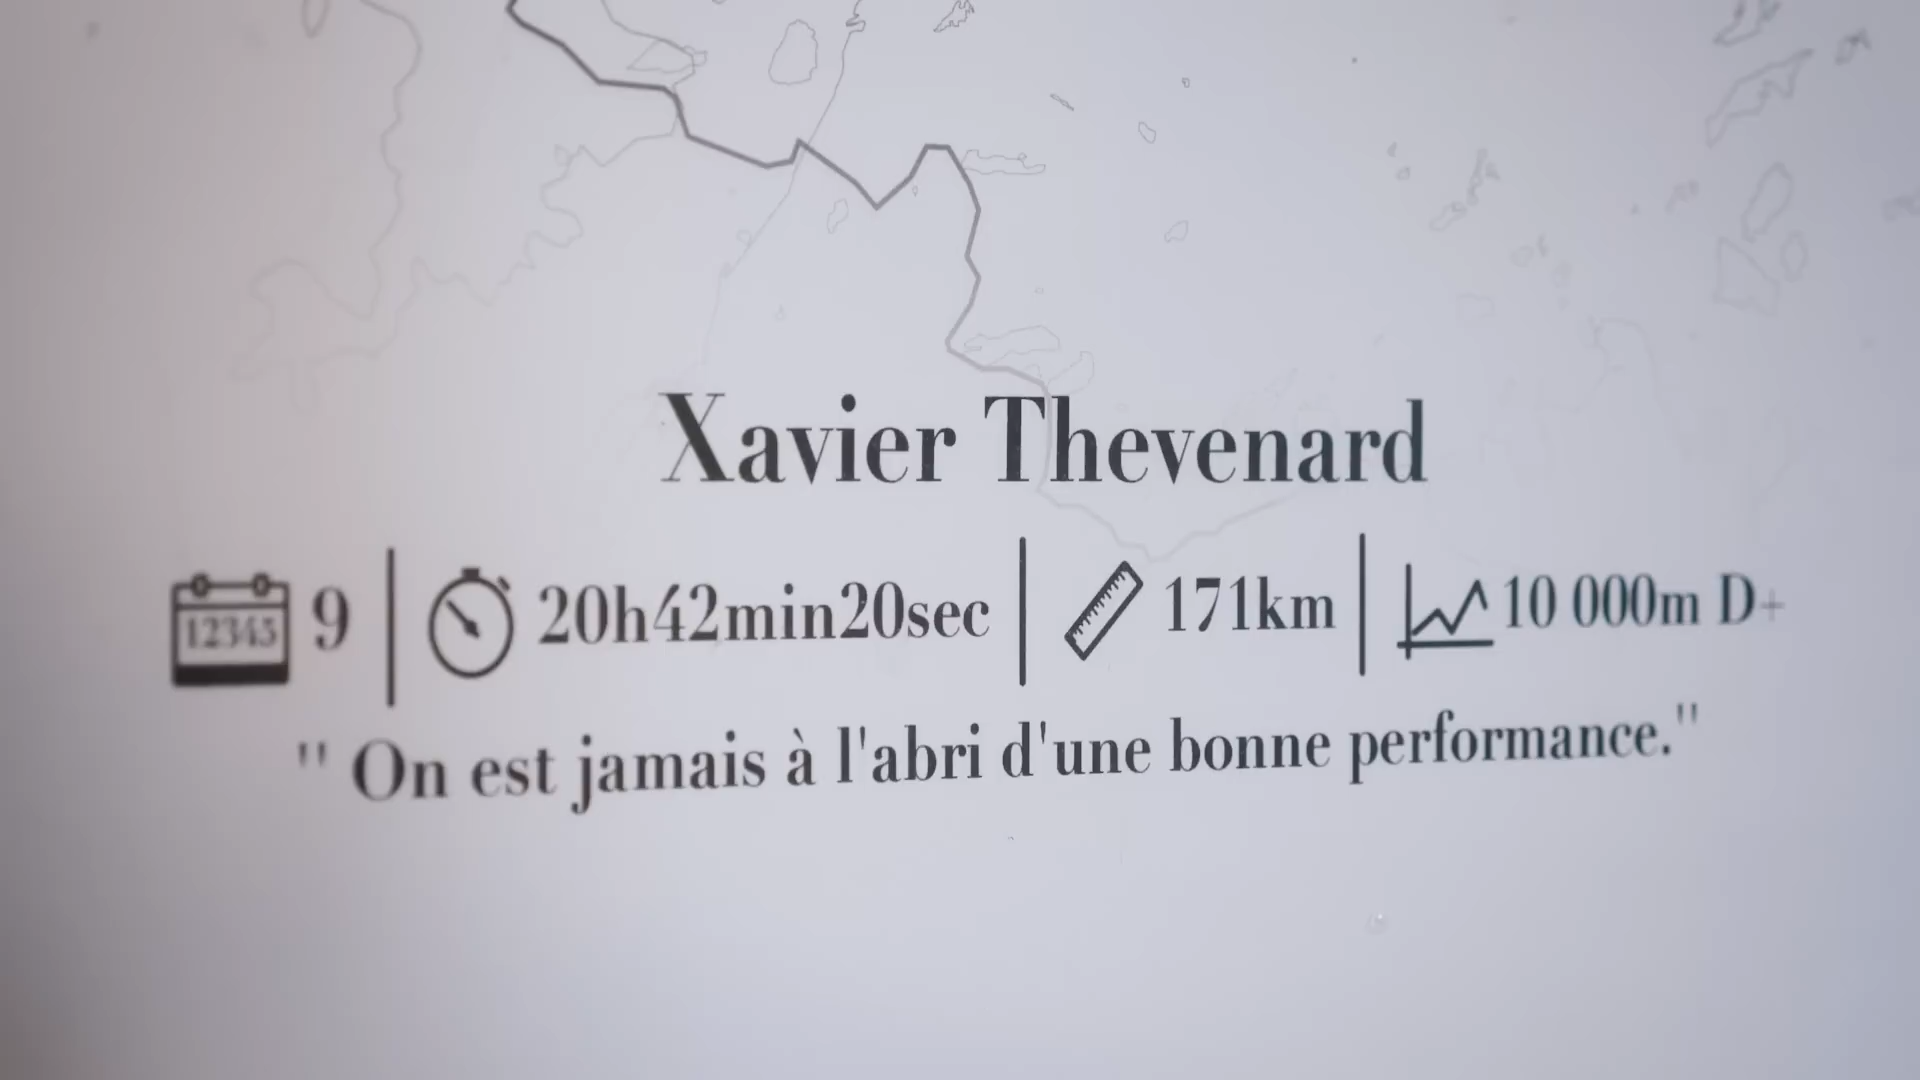 Xavier Thevenard
12345 9 | 20h42min20sec | 171km | 10 000m D+
" On est jamais à l'abri d'une bonne performance."